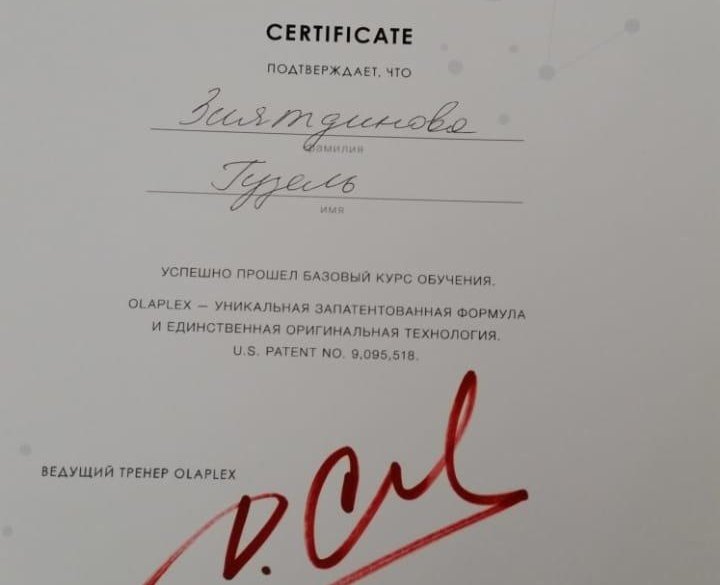 CERTIFICATE
ПОДТВЕРЖДАЕТ, ЧТО
Зиятдинова
фамилия
Гузель
имя
УСПЕШНО ПРОШЕЛ БАЗОВЫЙ КУРС ОБУЧЕНИЯ.
OLAPLEX — УНИКАЛЬНАЯ ЗАПАТЕНТОВАННАЯ ФОРМУЛА
И ЕДИНСТВЕННАЯ ОРИГИНАЛЬНАЯ ТЕХНОЛОГИЯ.
U.S. PATENT NO. 9,095,518.
ВЕДУЩИЙ ТРЕНЕР OLAPLEX